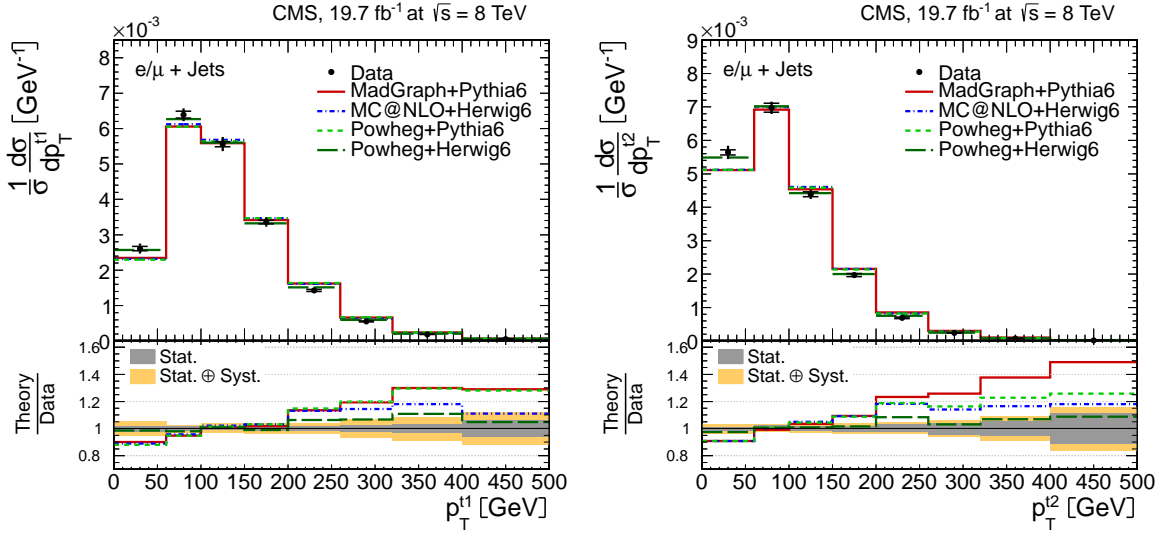 CMS, 19.7 fb⁻¹ at √s = 8 TeV
×10⁻³
e/μ + Jets
Data
MadGraph+Pythia6
MC@NLO+Herwig6
Powheg+Pythia6
Powheg+Herwig6
1/σ dσ/dp_T^t1 [GeV⁻¹]
8
7
6
5
4
3
2
1
0
Stat.
Stat. ⊕ Syst.
Theory/Data
1.6
1.4
1.2
1
0.8
0 50 100 150 200 250 300 350 400 450 500
p_T^t1 [GeV]
CMS, 19.7 fb⁻¹ at √s = 8 TeV
×10⁻³
e/μ + Jets
Data
MadGraph+Pythia6
MC@NLO+Herwig6
Powheg+Pythia6
Powheg+Herwig6
1/σ dσ/dp_T^t2 [GeV⁻¹]
9
8
7
6
5
4
3
2
1
0
Stat.
Stat. ⊕ Syst.
Theory/Data
1.6
1.4
1.2
1
0.8
0 50 100 150 200 250 300 350 400 450 500
p_T^t2 [GeV]